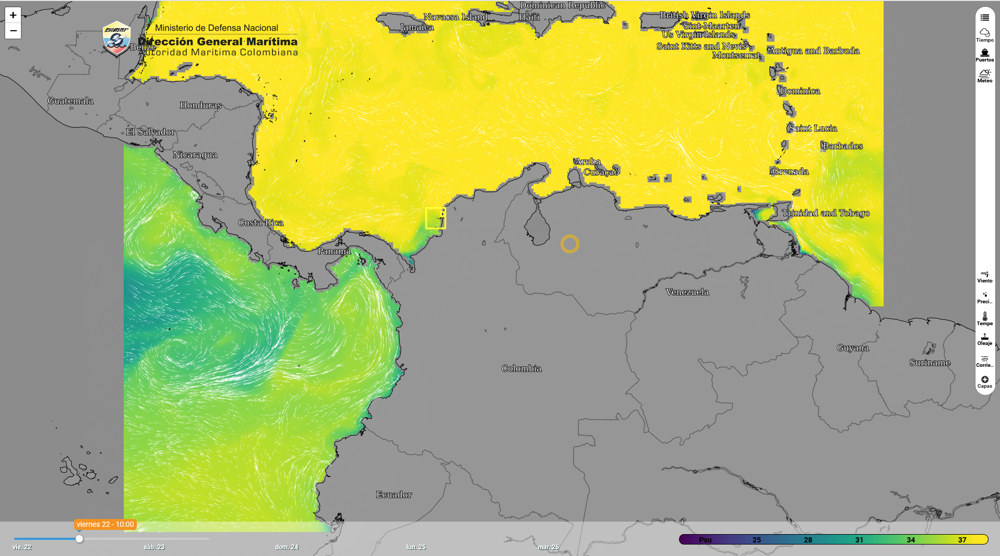 +
−
Ministerio de Defensa Nacional
Dirección General Marítima
Autoridad Marítima Colombiana
DIMAR
Dominican Republic
Navassa Island
Haiti
Jamaica
British Virgin Islands
Sint Maarten
Us Virgin Islands
Saint Kitts and Nevis
Montserrat
Antigua and Barbuda
Belize
Guatemala
Honduras
Dominica
El Salvador
Saint Lucia
Nicaragua
Barbados
Aruba
Curaçao
Grenada
Costa Rica
Trinidad and Tobago
Panama
Venezuela
Guyana
Suriname
Colombia
Ecuador
Tiempo
Puertos
Meteo
Viento
Preci..
Tempe
Oleaje
Corrie..
Capas
viernes 22 - 10:00
vie. 22
sáb. 23
dom. 24
lun. 25
mar. 26
Psu 25 28 31 34 37